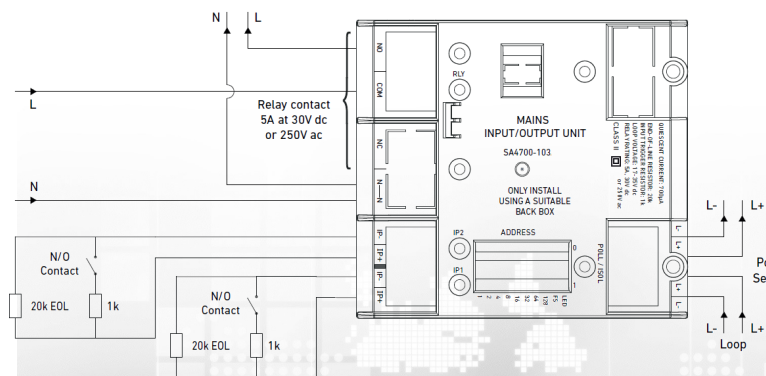 N
L
L
N
Relay contact
5A at 30V dc
or 250V ac
NO
COM
NC
N
N
IP-
IP+
IP-
IP+
RLY
MAINS
INPUT/OUTPUT UNIT
SA4700-103
ONLY INSTALL
USING A SUITABLE
BACK BOX
QUIESCENT CURRENT: 700µA
END-OF-LINE RESISTOR: 20k
INPUT TRIGGER RESISTOR: 1k
LOOP VOLTAGE: 17-35V dc
RELAY RATING: 5A, 30V dc
or 250V ac
CLASS II
IP2
IP1
ADDRESS
0
1
1
2
4
8
16
32
64
128
FS
LED
POLL / ISOL
L-
L+
L+
L-
L-
L+
L-
L+
Loop
Po
Se
N/O
Contact
20k EOL
1k
N/O
Contact
20k EOL
1k